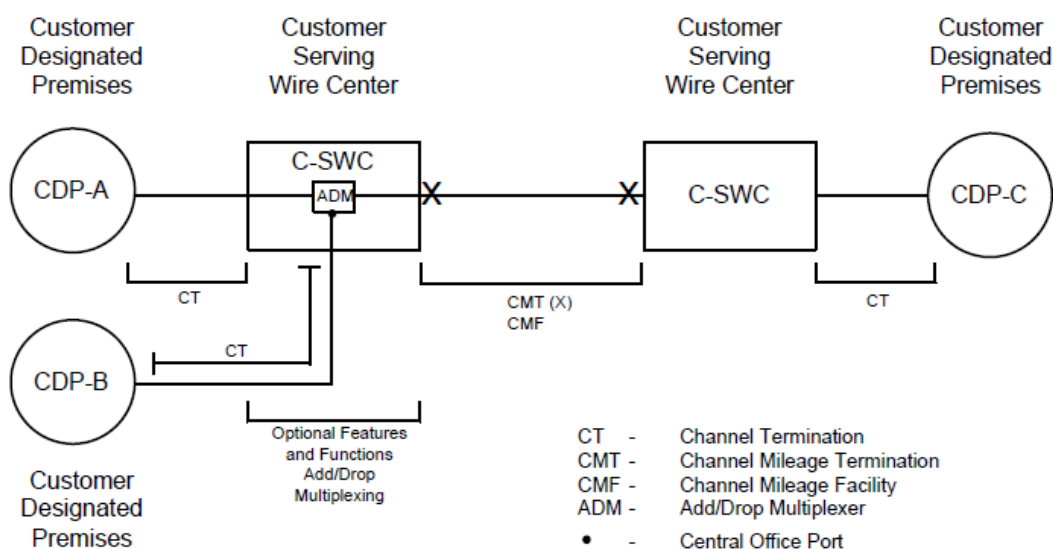 Customer
Designated
Premises
Customer
Serving
Wire Center
Customer
Serving
Wire Center
Customer
Designated
Premises
CDP-A
C-SWC
ADM
X
X
C-SWC
CDP-C
CT
CMT (X)
CMF
CT
CT
CDP-B
Optional Features
and Functions
Add/Drop
Multiplexing
Customer
Designated
Premises
CT - Channel Termination
CMT - Channel Mileage Termination
CMF - Channel Mileage Facility
ADM - Add/Drop Multiplexer
• - Central Office Port